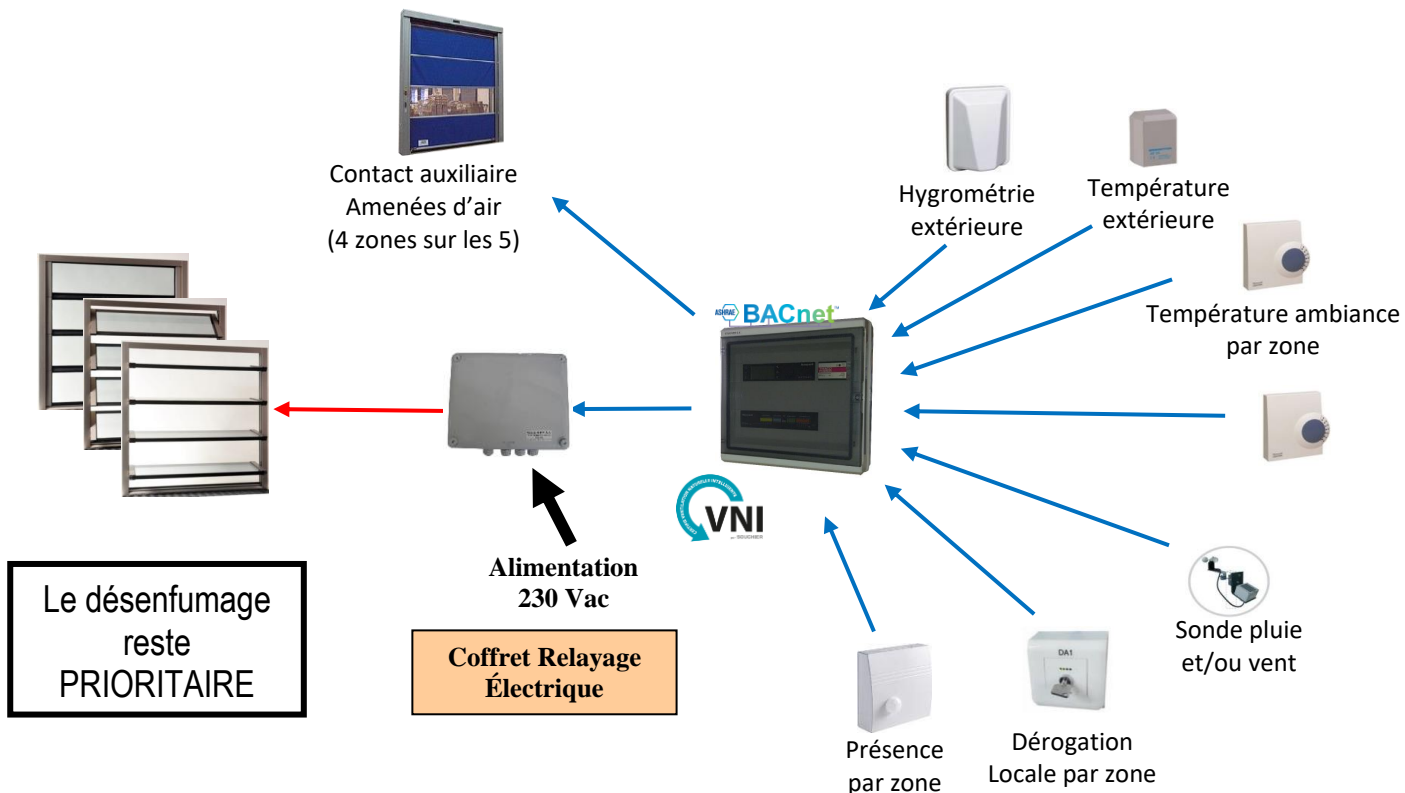 Contact auxiliaire
Amenées d’air
(4 zones sur les 5)
Hygrométrie
extérieure
Température
extérieure
Température ambiance
par zone
ASHRAE BACnet™
VNI
Alimentation
230 Vac
Coffret Relayage
Électrique
Le désenfumage
reste
PRIORITAIRE
Sonde pluie
et/ou vent
DA1
Dérogation
Locale par zone
Présence
par zone